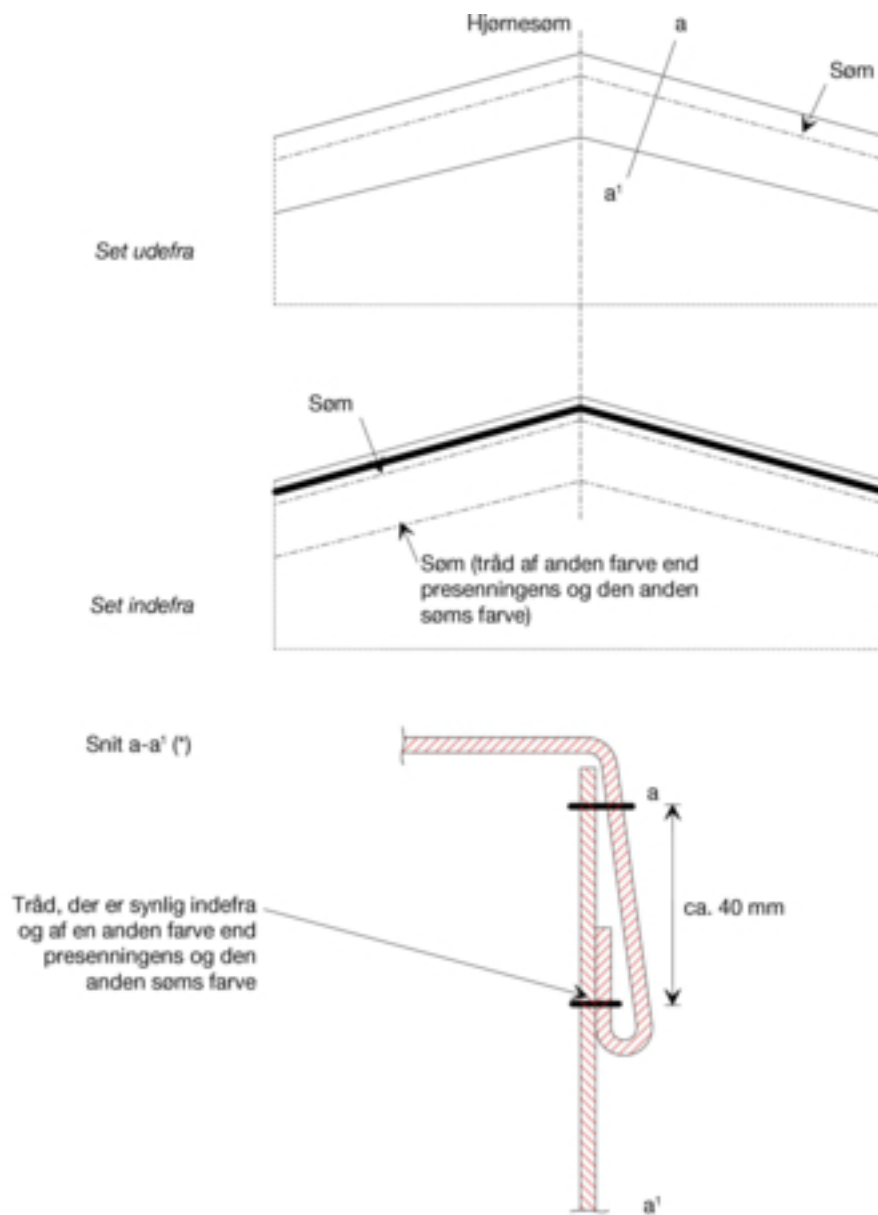 Hjørnesøm
a
Søm
a¹
Set udefra
Søm
Søm (tråd af anden farve end
presenningens og den anden
søms farve)
Set indefra
Snit a-a¹ (*)
a
Tråd, der er synlig indefra
og af en anden farve end
presenningens og den
anden søms farve
ca. 40 mm
a¹